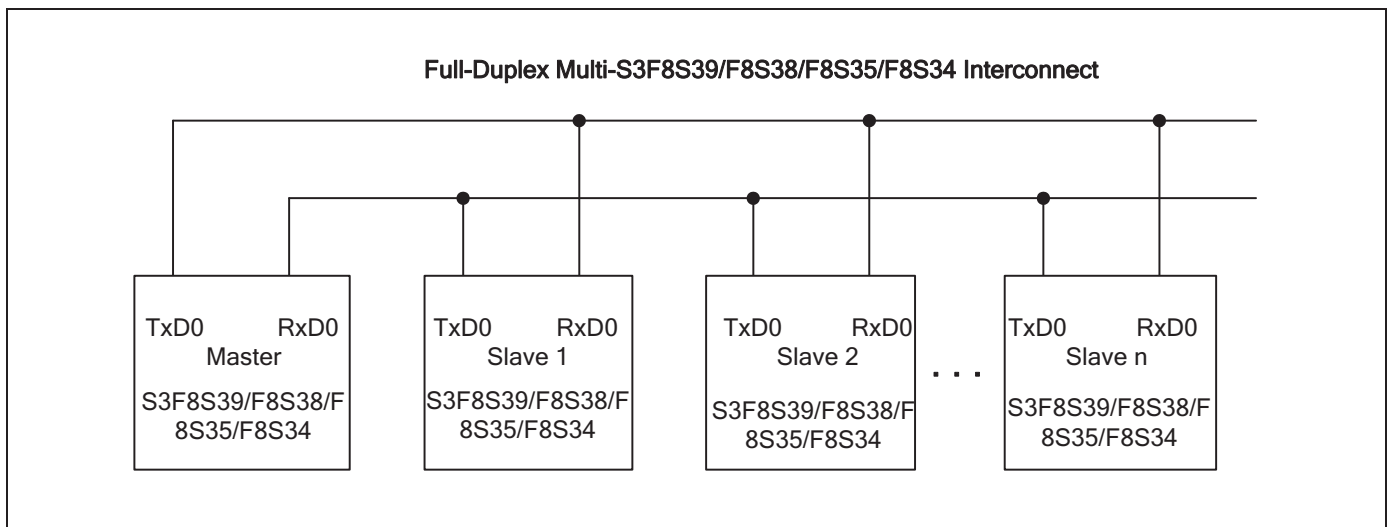 Full-Duplex Multi-S3F8S39/F8S38/F8S35/F8S34 Interconnect
TxD0 RxD0
Master
S3F8S39/F8S38/F
8S35/F8S34
TxD0 RxD0
Slave 1
S3F8S39/F8S38/F
8S35/F8S34
TxD0 RxD0
Slave 2
S3F8S39/F8S38/F
8S35/F8S34
. . .
TxD0 RxD0
Slave n
S3F8S39/F8S38/F
8S35/F8S34